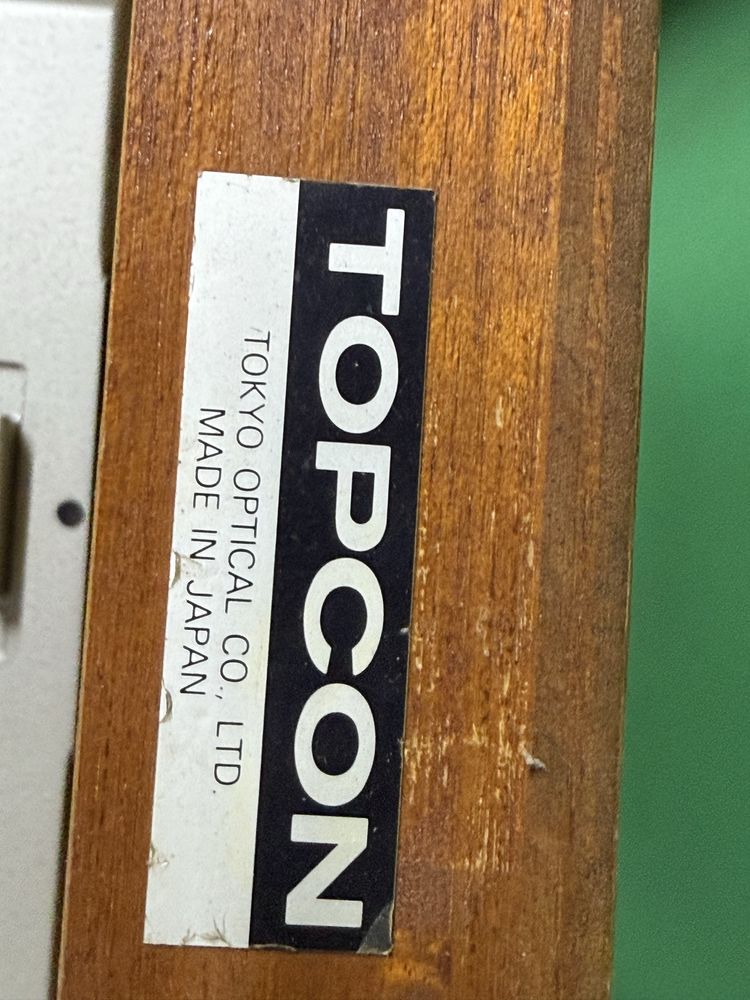 TOPCON
TOKYO OPTICAL CO., LTD.
MADE IN JAPAN